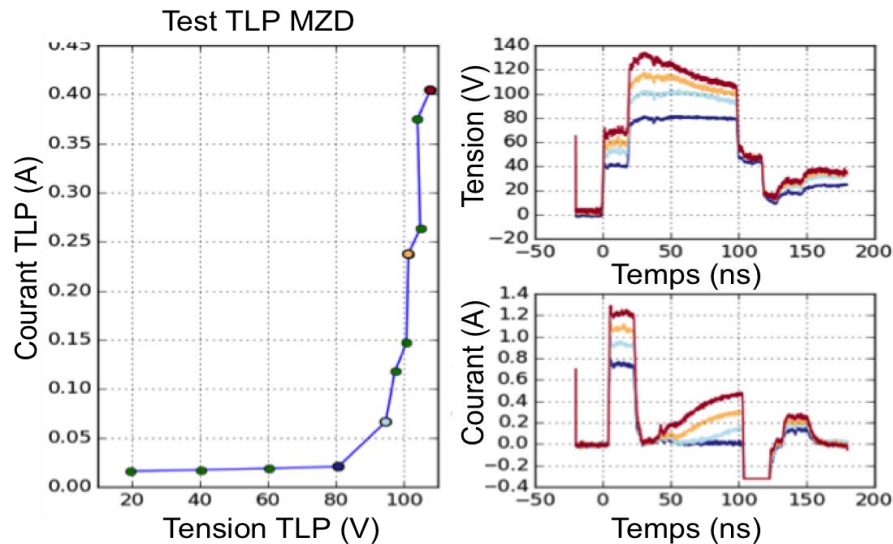 Test TLP MZD
0.45
0.40
0.35
0.30
0.25
0.20
0.15
0.10
0.05
0.00
20 40 60 80 100
Courant TLP (A)
Tension TLP (V)
140
120
100
80
60
40
20
0
−20
−50 0 50 100 150 200
Tension (V)
Temps (ns)
1.4
1.2
1.0
0.8
0.6
0.4
0.2
0.0
−0.2
−0.4
−50 0 50 100 150 200
Courant (A)
Temps (ns)